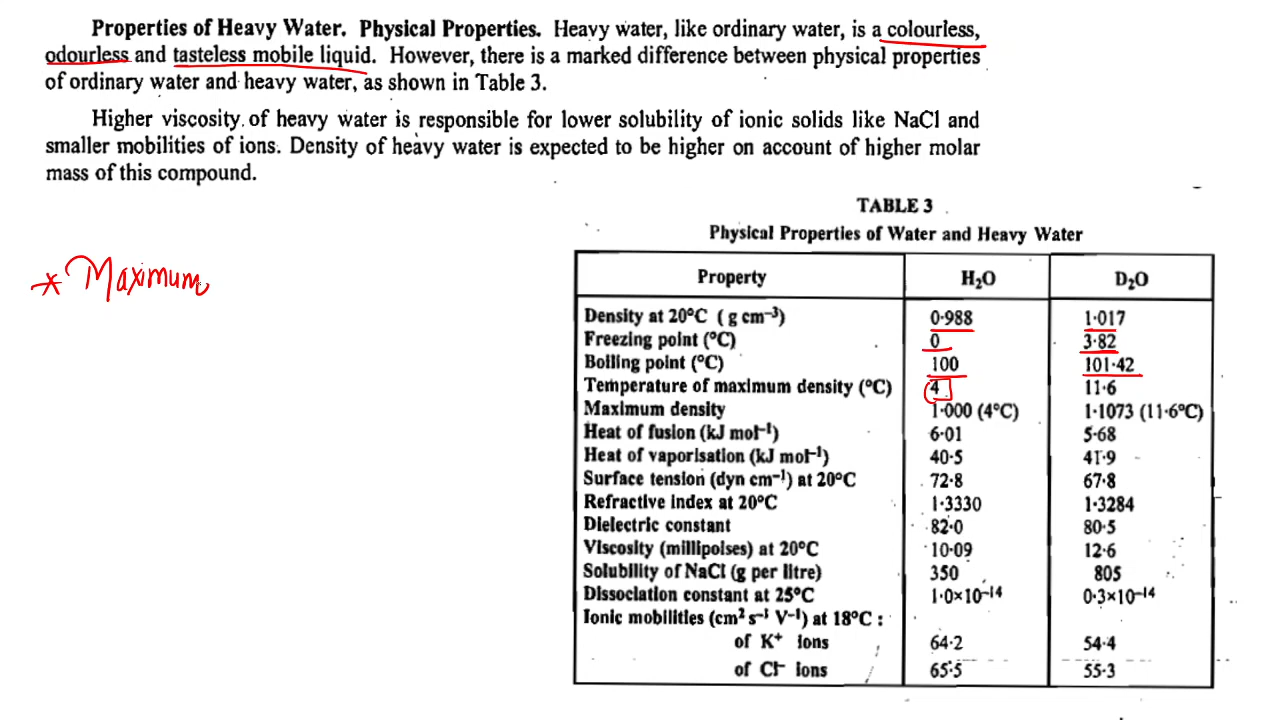 Properties of Heavy Water. Physical Properties. Heavy water, like ordinary water, is a colourless,
odourless and tasteless mobile liquid. However, there is a marked difference between physical properties
of ordinary water and heavy water, as shown in Table 3.
Higher viscosity of heavy water is responsible for lower solubility of ionic solids like NaCl and
smaller mobilities of ions. Density of heavy water is expected to be higher on account of higher molar
mass of this compound.
TABLE 3
Physical Properties of Water and Heavy Water
* Maximum
Property H₂O D₂O
Density at 20°C ( g cm⁻³) 0·988 1·017
Freezing point (°C) 0 3·82
Boiling point (°C) 100 101·42
Temperature of maximum density (°C) 4 11·6
Maximum density 1·000 (4°C) 1·1073 (11·6°C)
Heat of fusion (kJ mol⁻¹) 6·01 5·68
Heat of vaporisation (kJ mol⁻¹) 40·5 41·9
Surface tension (dyn cm⁻¹) at 20°C 72·8 67·8
Refractive index at 20°C 1·3330 1·3284
Dielectric constant 82·0 80·5
Viscosity (millipoises) at 20°C 10·09 12·6
Solubility of NaCl (g per litre) 350 805
Dissociation constant at 25°C 1·0×10⁻¹⁴ 0·3×10⁻¹⁴
Ionic mobilities (cm² s⁻¹ V⁻¹) at 18°C :
of K⁺ ions 64·2 54·4
of Cl⁻ ions 65·5 55·3